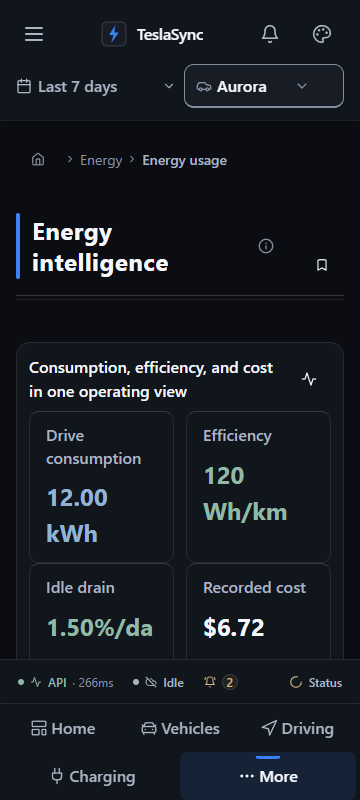 TeslaSync
Last 7 days
Aurora
Energy
Energy usage
Energy
intelligence
Consumption, efficiency, and cost
in one operating view
Drive
consumption
12.00
kWh
Efficiency
120
Wh/km
Idle drain
1.50%/da
Recorded cost
$6.72
API · 266ms
Idle
2
Status
Home
Vehicles
Driving
Charging
More